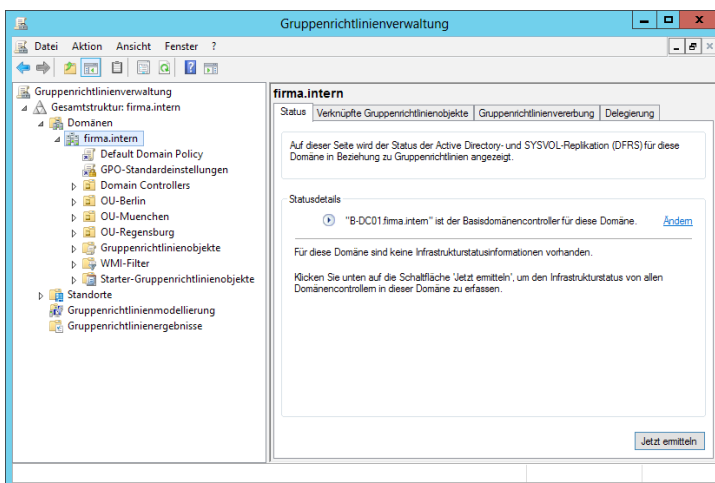 Gruppenrichtlinienverwaltung
Datei Aktion Ansicht Fenster ?
Gruppenrichtlinienverwaltung
Gesamtstruktur: firma.intern
Domänen
firma.intern
Default Domain Policy
GPO-Standardeinstellungen
Domain Controllers
OU-Berlin
OU-Muenchen
OU-Regensburg
Gruppenrichtlinienobjekte
WMI-Filter
Starter-Gruppenrichtlinienobjekte
Standorte
Gruppenrichtlinienmodellierung
Gruppenrichtlinienergebnisse
firma.intern
Status Verknüpfte Gruppenrichtlinienobjekte Gruppenrichtlinienvererbung Delegierung
Auf dieser Seite wird der Status der Active Directory- und SYSVOL-Replikation (DFRS) für diese
Domäne in Beziehung zu Gruppenrichtlinien angezeigt.
Statusdetails
"B-DC01.firma.intern" ist der Basisdomänencontroller für diese Domäne. Ändern
Für diese Domäne sind keine Infrastrukturstatusinformationen vorhanden.
Klicken Sie unten auf die Schaltfläche 'Jetzt ermitteln', um den Infrastrukturstatus von allen
Domänencontrollern in dieser Domäne zu erfassen.
Jetzt ermitteln